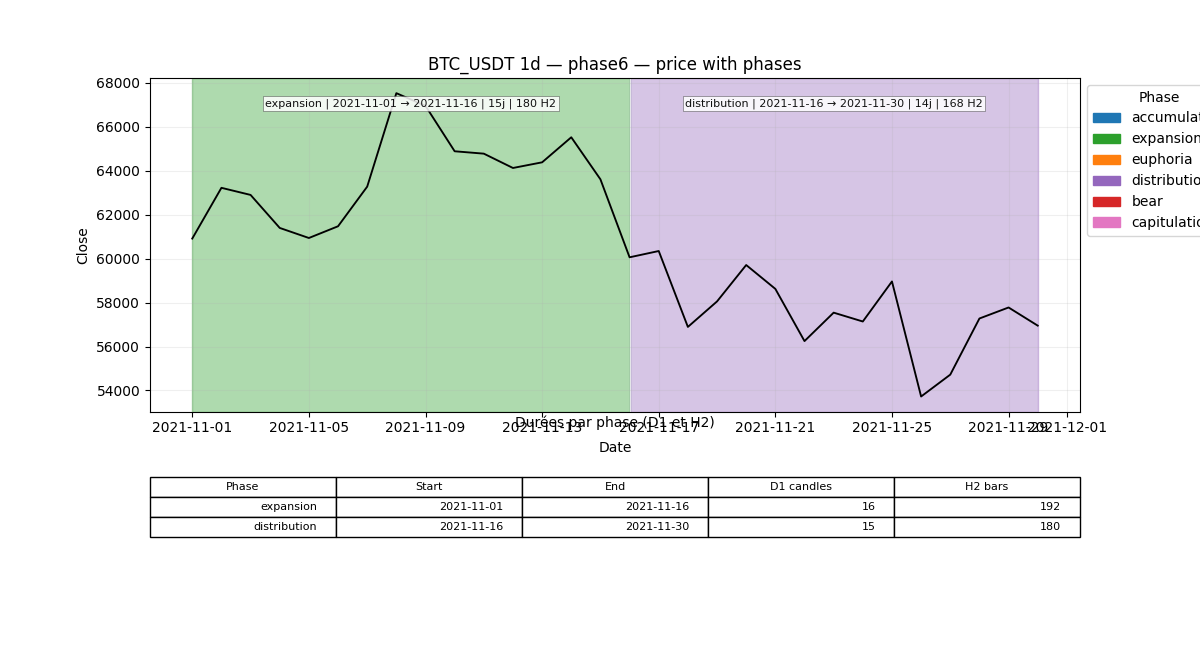 BTC_USDT 1d — phase6 — price with phases
68000
66000
64000
62000
60000
58000
56000
54000
Close
expansion | 2021-11-01 → 2021-11-16 | 15j | 180 H2
distribution | 2021-11-16 → 2021-11-30 | 14j | 168 H2
Phase
accumulat
expansion
euphoria
distributio
bear
capitulatio
Durées par phase (D1 et H2)
2021-11-01 2021-11-05 2021-11-09 2021-11-13 2021-11-17 2021-11-21 2021-11-25 2021-11-29 2021-12-01
Date
Phase Start End D1 candles H2 bars
expansion 2021-11-01 2021-11-16 16 192
distribution 2021-11-16 2021-11-30 15 180